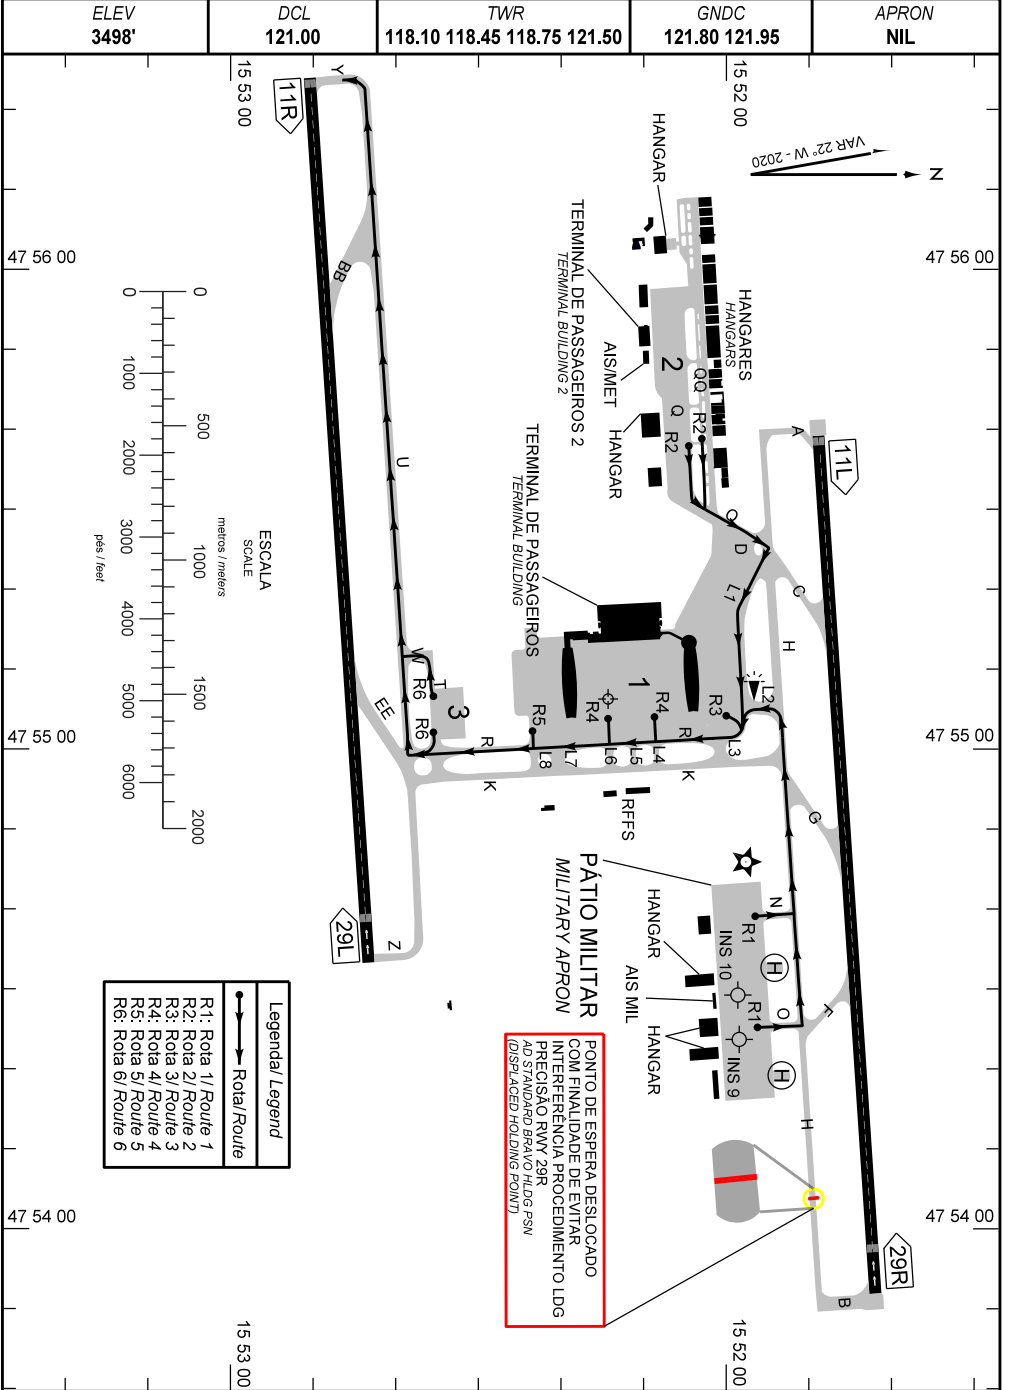 ELEV
3498'
DCL
121.00
TWR
118.10 118.45 118.75 121.50
GNDC
121.80 121.95
APRON
NIL
15 53 00
15 52 00
Y
11R
VAR 22° W - 2020
N
HANGAR
47 56 00
47 56 00
BB
TERMINAL DE PASSAGEIROS 2
TERMINAL BUILDING 2
HANGARES
HANGARS
AIS/MET
2
QQ
Q
HANGAR
R2
R2
A
11L
0
1000
2000
3000
4000
5000
6000
pés / feet
0
500
1000
1500
2000
metros / meters
ESCALA
SCALE
U
TERMINAL DE PASSAGEIROS
TERMINAL BUILDING
Q
D
L1
C
H
W
R6
T
R6
3
EE
1
R4
R4
R5
R3
L2
L3
R
R
L8
L7
L6
L5
L4
K
K
47 55 00
47 55 00
RFFS
G
PÁTIO MILITAR
MILITARY APRON
N
R1
HANGAR
INS 10
H
AIS MIL
R1
O
F
HANGAR
INS 9
H
H
29L
Z
PONTO DE ESPERA DESLOCADO
COM FINALIDADE DE EVITAR
INTERFERÊNCIA PROCEDIMENTO LDG
PRECISÃO RWY 29R
AD STANDARD BRAVO HLDG PSN
(DISPLACED HOLDING POINT)
Legenda/ Legend
Rota/ Route
R1: Rota 1/ Route 1
R2: Rota 2/ Route 2
R3: Rota 3/ Route 3
R4: Rota 4/ Route 4
R5: Rota 5/ Route 5
R6: Rota 6/ Route 6
47 54 00
47 54 00
29R
B
15 53 00
15 52 00